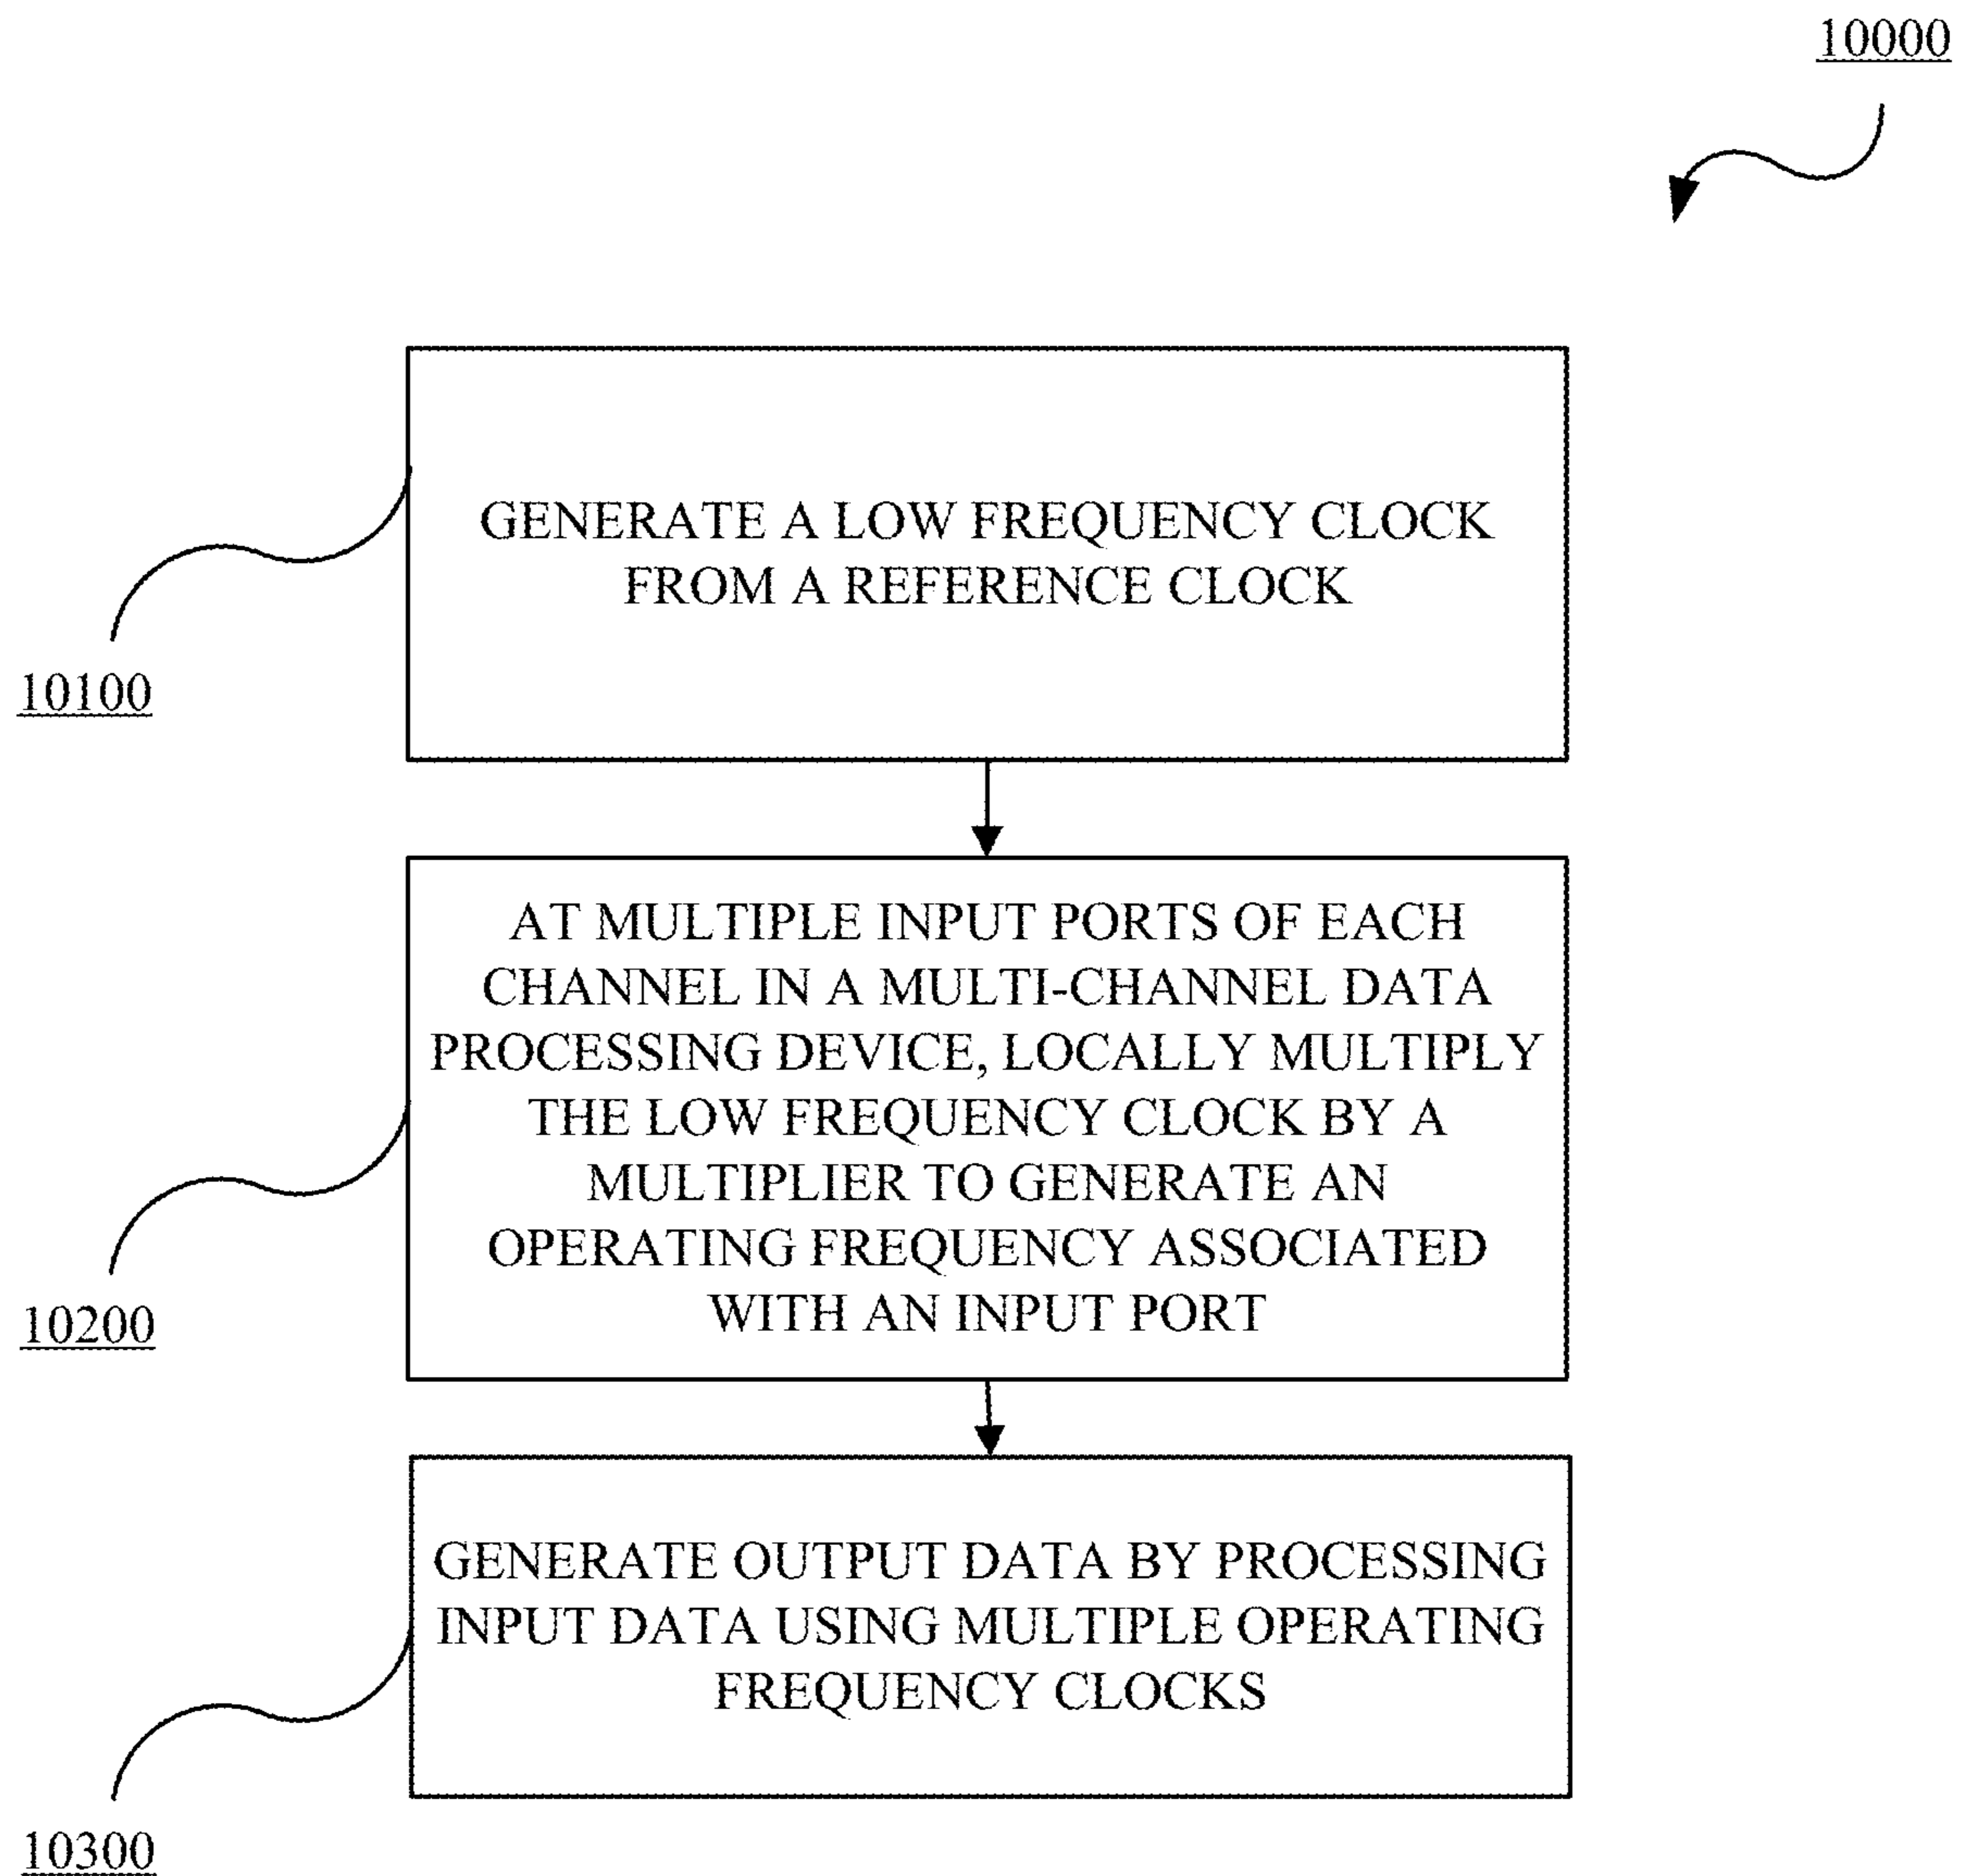 10000
GENERATE A LOW FREQUENCY CLOCK
FROM A REFERENCE CLOCK
10100
AT MULTIPLE INPUT PORTS OF EACH
CHANNEL IN A MULTI-CHANNEL DATA
PROCESSING DEVICE, LOCALLY MULTIPLY
THE LOW FREQUENCY CLOCK BY A
MULTIPLIER TO GENERATE AN
OPERATING FREQUENCY ASSOCIATED
WITH AN INPUT PORT
10200
GENERATE OUTPUT DATA BY PROCESSING
INPUT DATA USING MULTIPLE OPERATING
FREQUENCY CLOCKS
10300